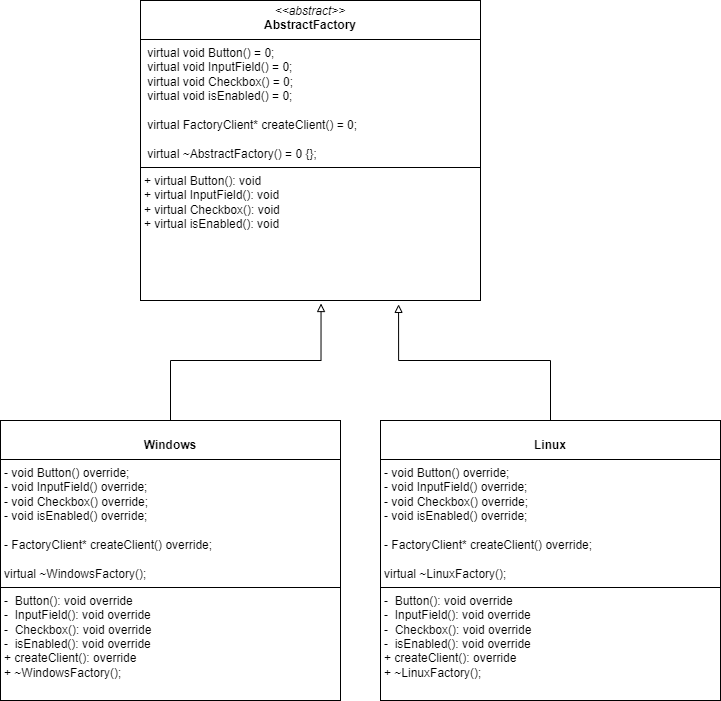 <<abstract>>
AbstractFactory
virtual void Button() = 0;
virtual void InputField() = 0;
virtual void Checkbox() = 0;
virtual void isEnabled() = 0;
virtual FactoryClient* createClient() = 0;
virtual ~AbstractFactory() = 0 {};
+ virtual Button(): void
+ virtual InputField(): void
+ virtual Checkbox(): void
+ virtual isEnabled(): void
Windows
- void Button() override;
- void InputField() override;
- void Checkbox() override;
- void isEnabled() override;
- FactoryClient* createClient() override;
virtual ~WindowsFactory();
- Button(): void override
- InputField(): void override
- Checkbox(): void override
- isEnabled(): void override
+ createClient(): override
+ ~WindowsFactory();
Linux
- void Button() override;
- void InputField() override;
- void Checkbox() override;
- void isEnabled() override;
- FactoryClient* createClient() override;
virtual ~LinuxFactory();
- Button(): void override
- InputField(): void override
- Checkbox(): void override
- isEnabled(): void override
+ createClient(): override
+ ~LinuxFactory();